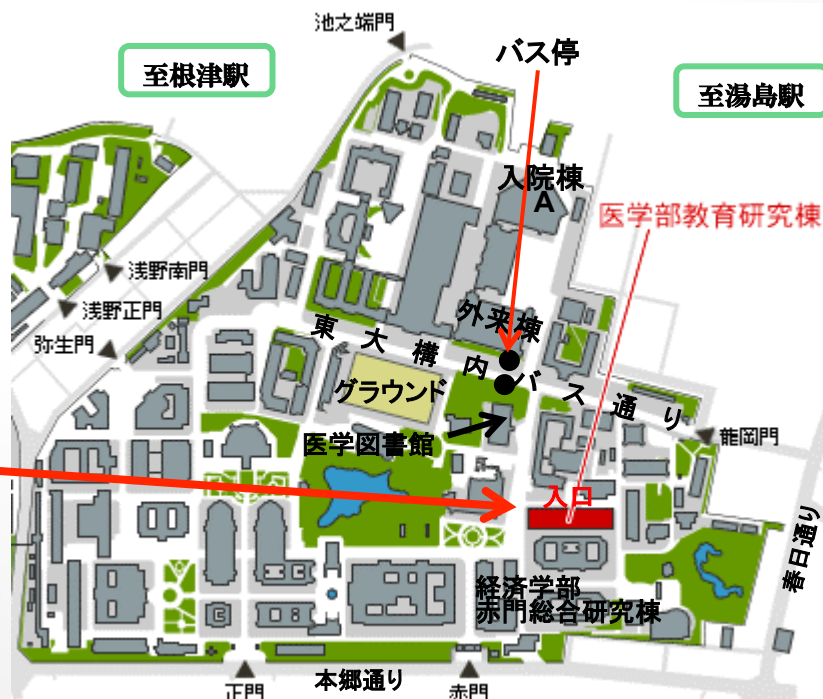 池之端門
バス停
至根津駅
至湯島駅
入院棟
A
医学部教育研究棟
浅野南門
浅野正門
外来棟
弥生門
東大構内バス通り
グラウンド
医学図書館
龍岡門
入口
春日通り
経済学部
赤門総合研究棟
本郷通り
正門
赤門